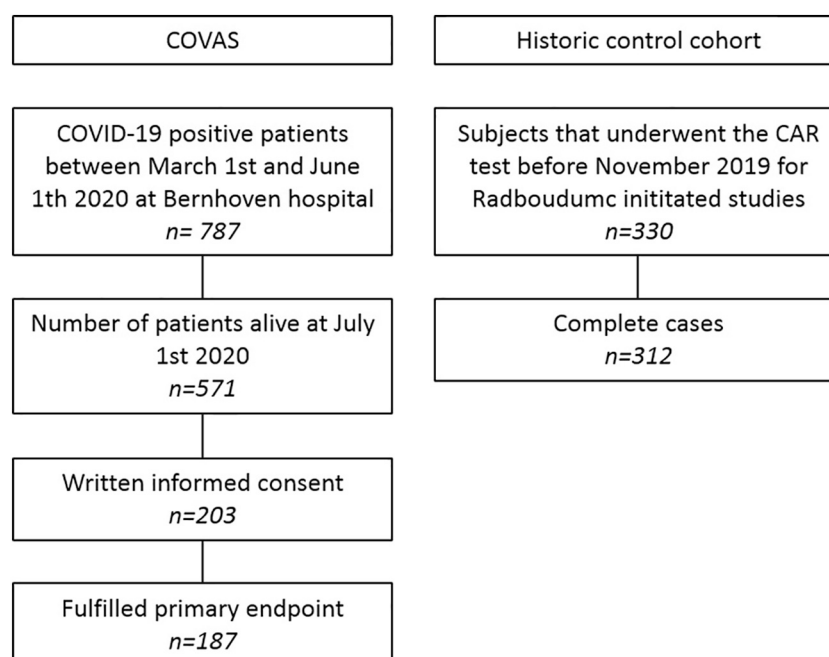 COVAS
COVID-19 positive patients
between March 1st and June
1th 2020 at Bernhoven hospital
n= 787
Number of patients alive at July
1st 2020
n=571
Written informed consent
n=203
Fulfilled primary endpoint
n=187
Historic control cohort
Subjects that underwent the CAR
test before November 2019 for
Radboudumc inititated studies
n=330
Complete cases
n=312